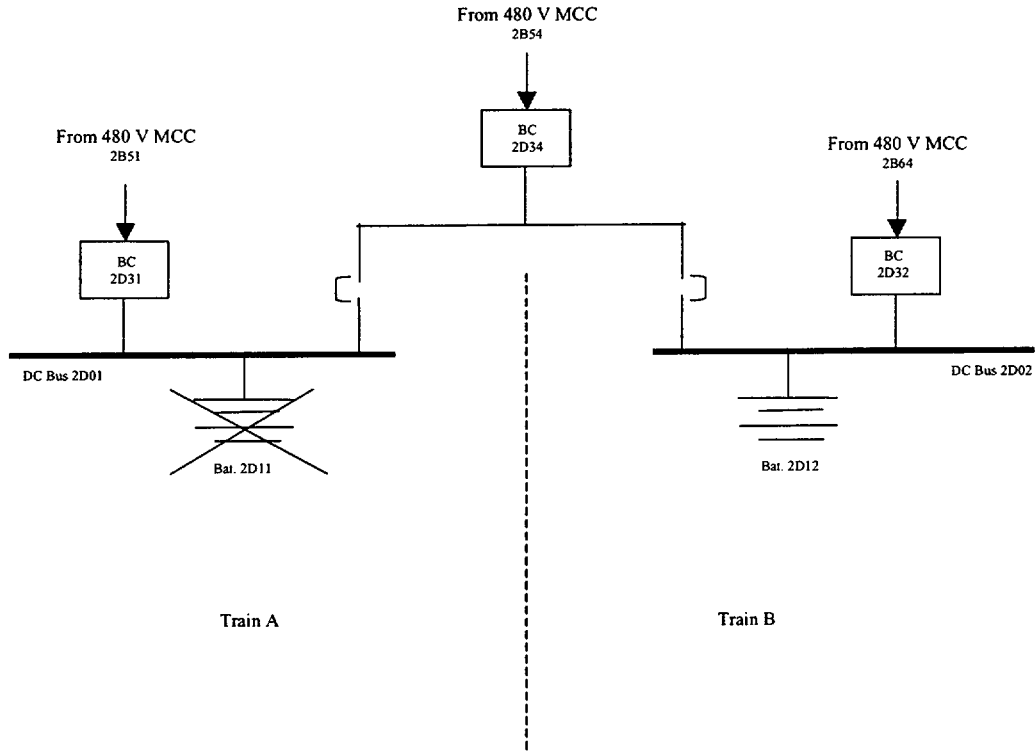 From 480 V MCC
2B54
BC
2D34
From 480 V MCC
2B51
From 480 V MCC
2B64
BC
2D31
BC
2D32
DC Bus 2D01
DC Bus 2D02
Bat. 2D11
Bat. 2D12
Train A
Train B